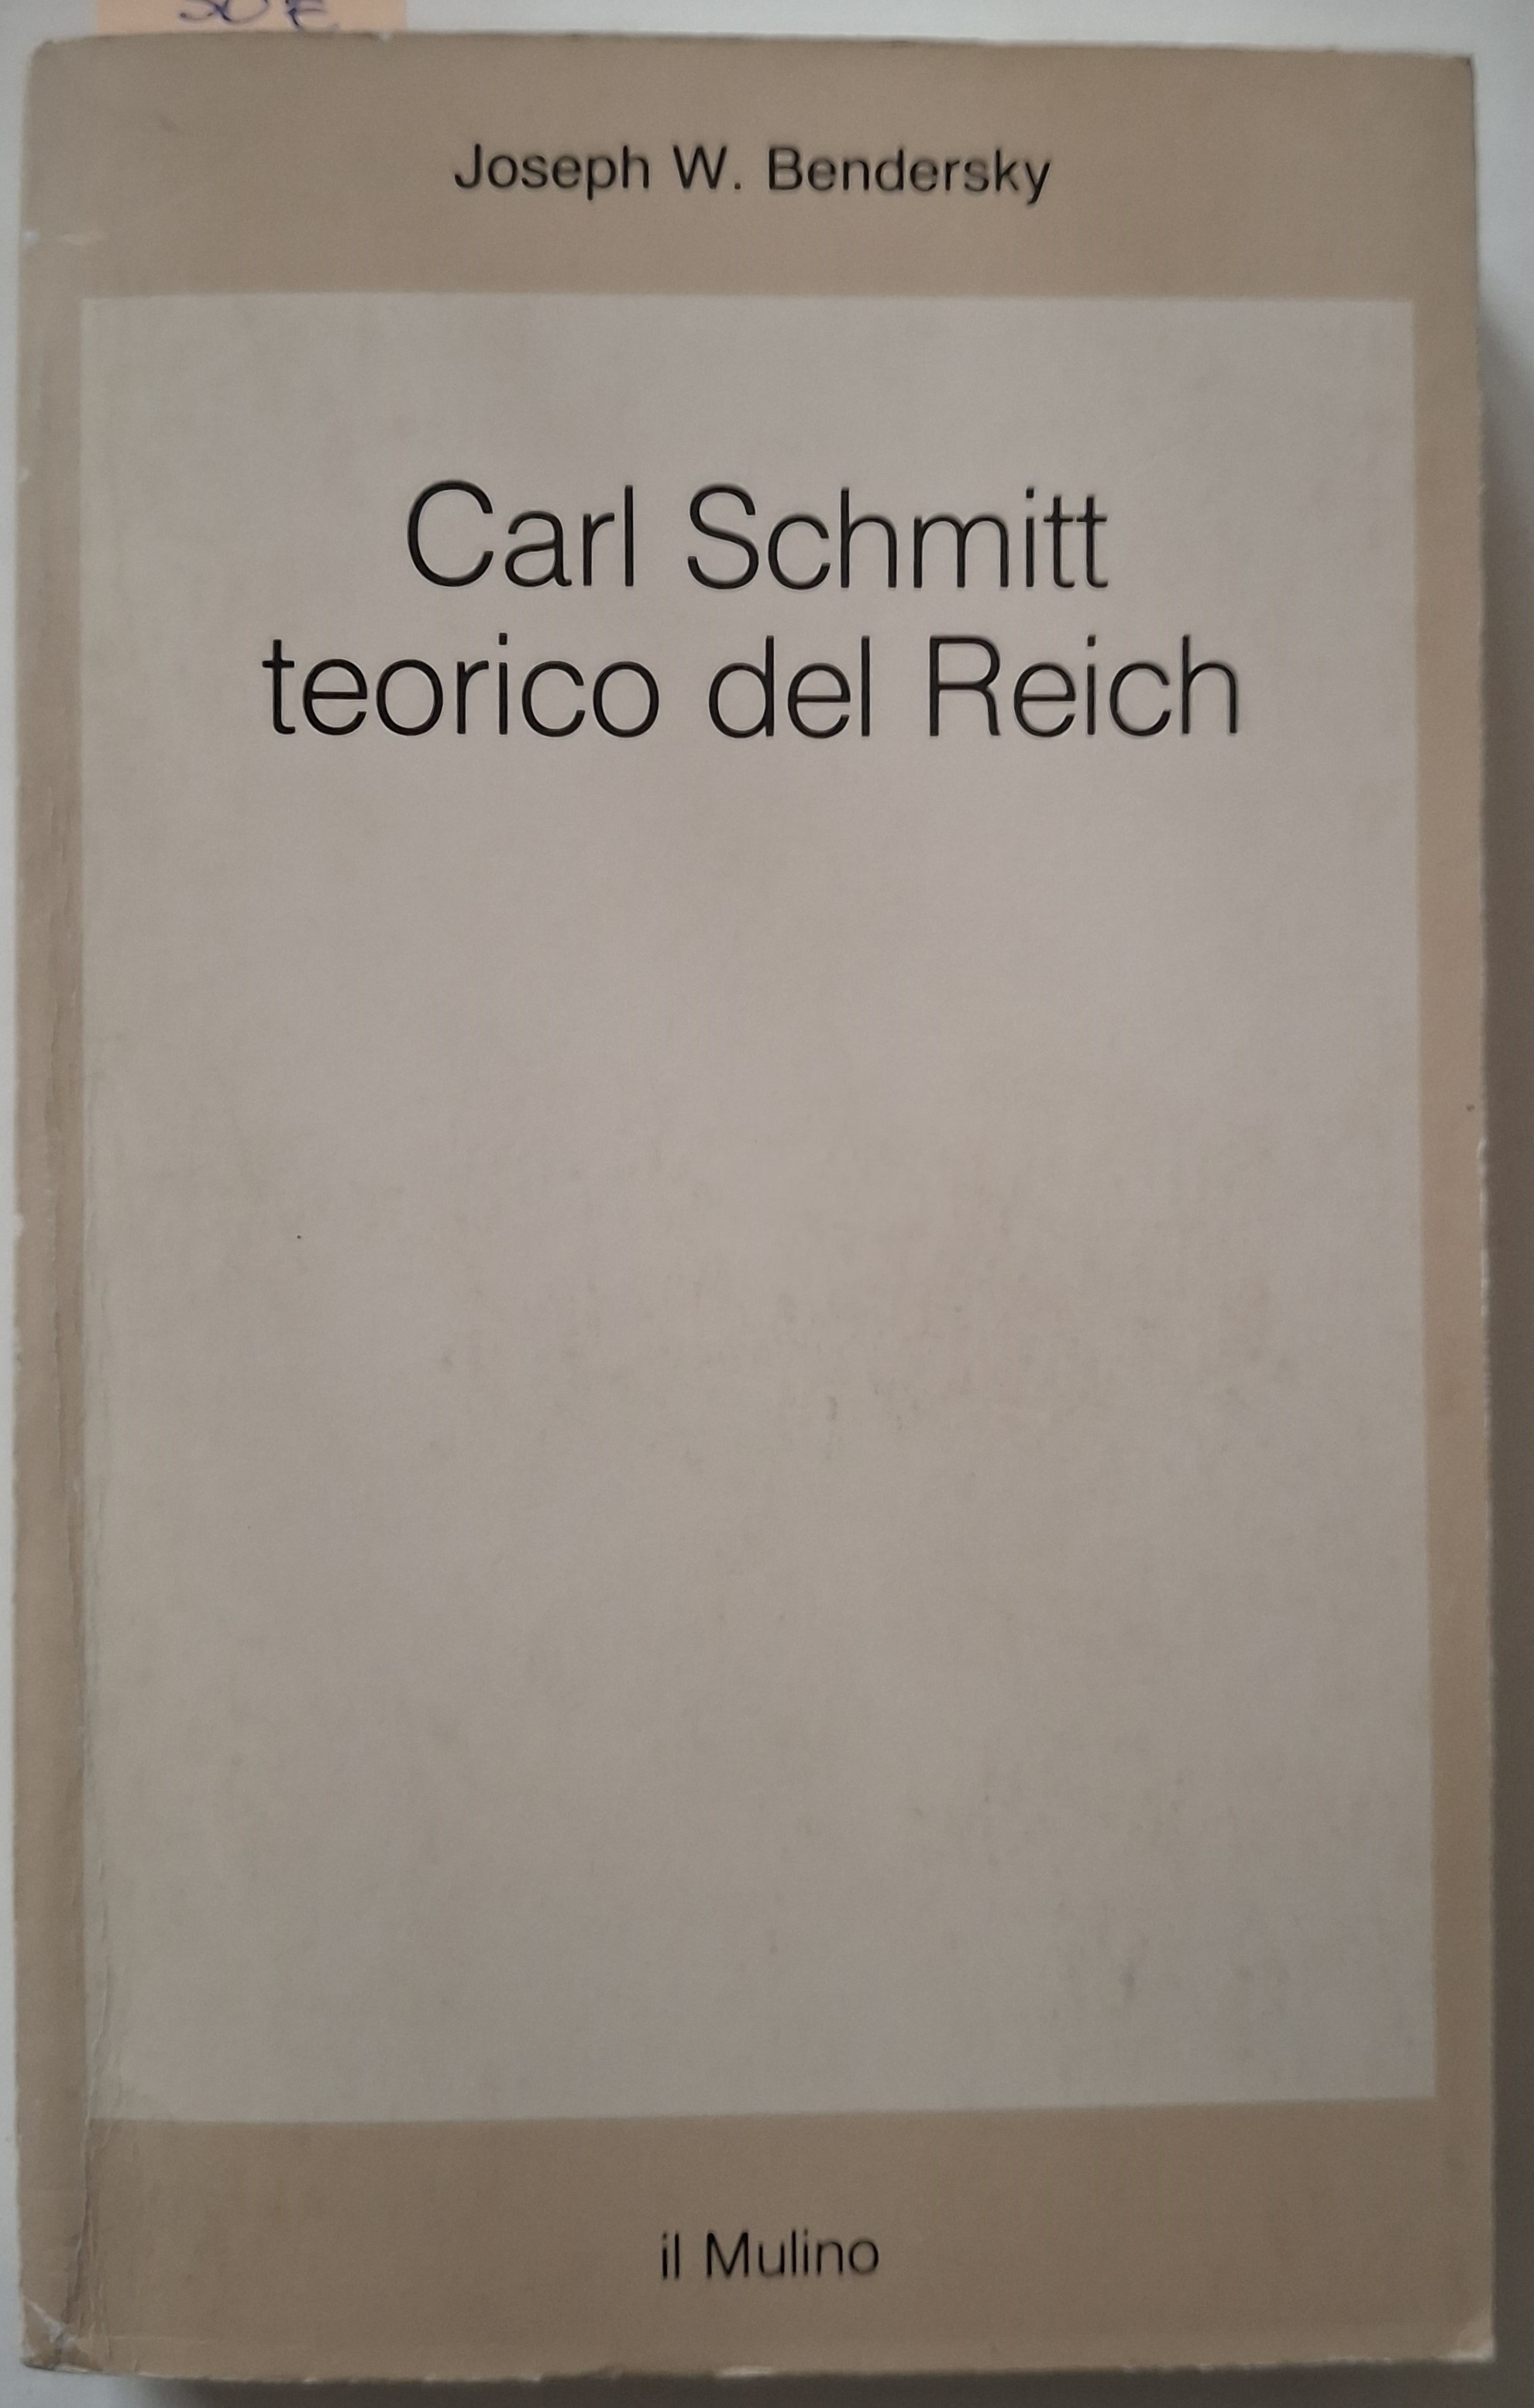 Joseph W. Bendersky
Carl Schmitt
teorico del Reich
il Mulino